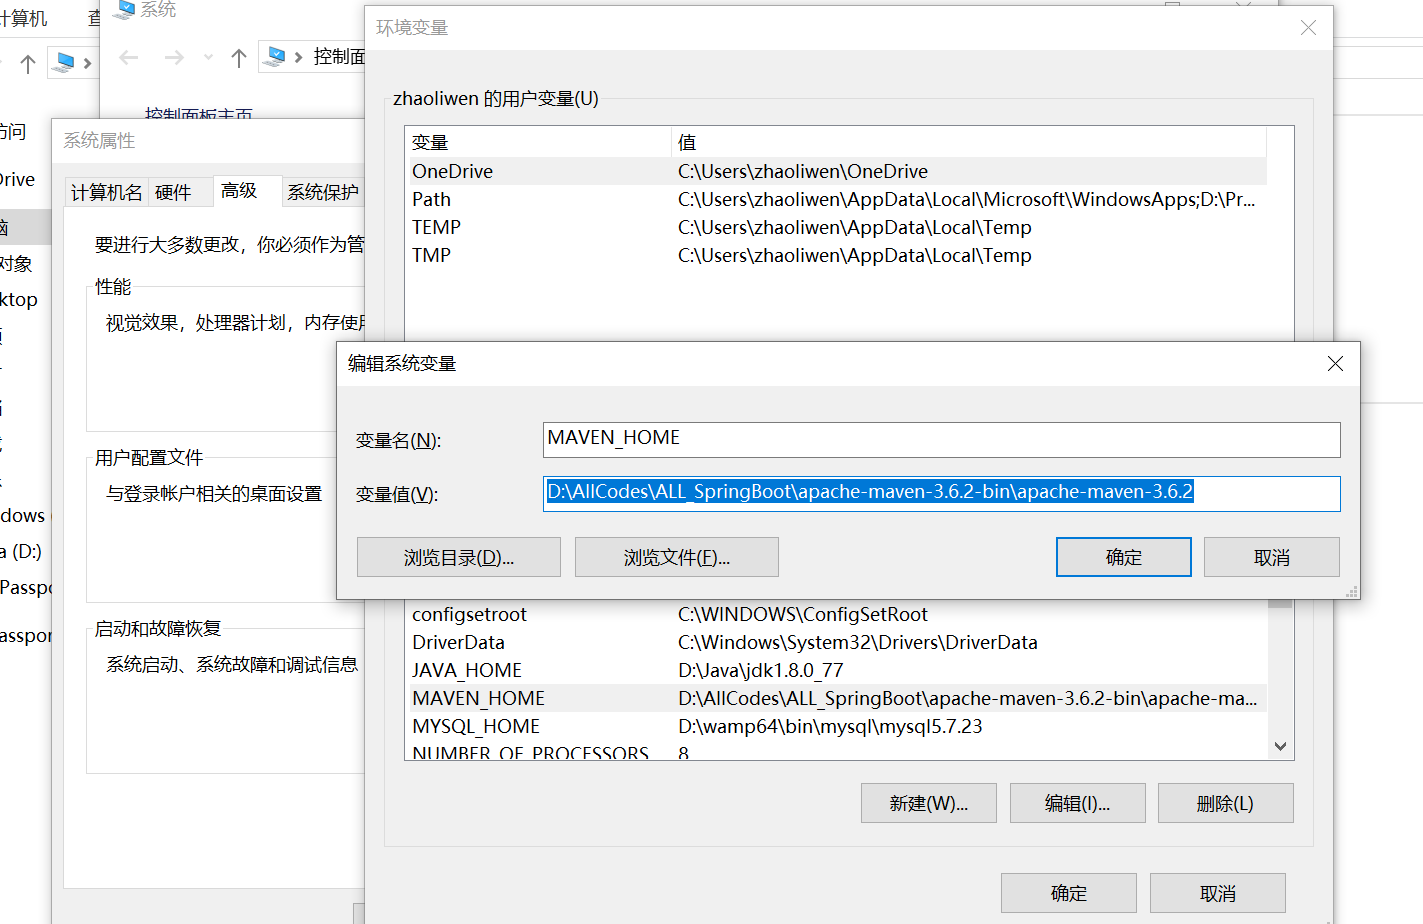 计算机
系统
控制面
控制面板主页
访问
Drive
对象
ktop
dows
a (D:)
Passpo
asspor
系统属性
计算机名
硬件
高级
系统保护
要进行大多数更改，你必须作为管
性能
视觉效果，处理器计划，内存使用
用户配置文件
与登录帐户相关的桌面设置
启动和故障恢复
系统启动、系统故障和调试信息
环境变量
zhaoliwen 的用户变量(U)
变量 值
OneDrive C:\Users\zhaoliwen\OneDrive
Path C:\Users\zhaoliwen\AppData\Local\Microsoft\WindowsApps;D:\Pr...
TEMP C:\Users\zhaoliwen\AppData\Local\Temp
TMP C:\Users\zhaoliwen\AppData\Local\Temp
编辑系统变量
变量名(N): MAVEN_HOME
变量值(V): D:\AllCodes\ALL_SpringBoot\apache-maven-3.6.2-bin\apache-maven-3.6.2
浏览目录(D)... 浏览文件(F)... 确定 取消
configsetroot C:\WINDOWS\ConfigSetRoot
DriverData C:\Windows\System32\Drivers\DriverData
JAVA_HOME D:\Java\jdk1.8.0_77
MAVEN_HOME D:\AllCodes\ALL_SpringBoot\apache-maven-3.6.2-bin\apache-ma...
MYSQL_HOME D:\wamp64\bin\mysql\mysql5.7.23
NUMBER_OF_PROCESSORS 8
新建(W)... 编辑(I)... 删除(L)
确定 取消